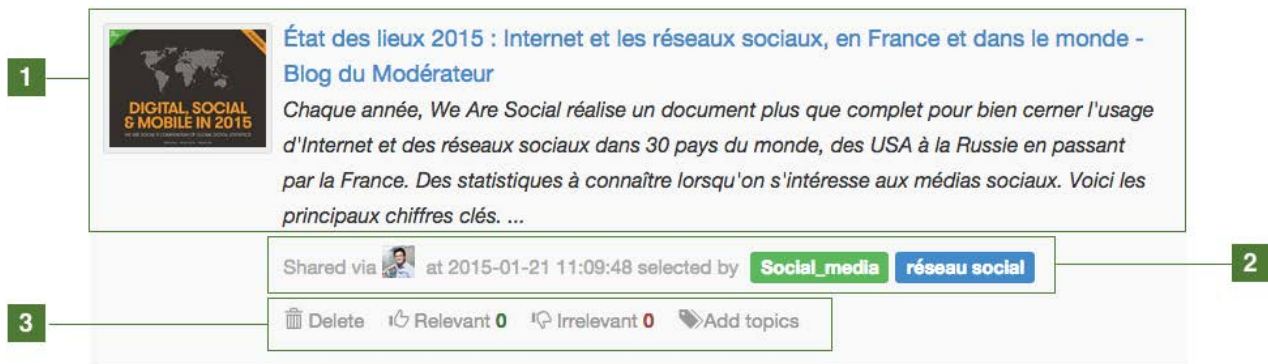 1
DIGITAL, SOCIAL
& MOBILE IN 2015
État des lieux 2015 : Internet et les réseaux sociaux, en France et dans le monde -
Blog du Modérateur
Chaque année, We Are Social réalise un document plus que complet pour bien cerner l'usage
d'Internet et des réseaux sociaux dans 30 pays du monde, des USA à la Russie en passant
par la France. Des statistiques à connaître lorsqu'on s'intéresse aux médias sociaux. Voici les
principaux chiffres clés. ...
Shared via at 2015-01-21 11:09:48 selected by Social_media réseau social
2
3
Delete Relevant 0 Irrelevant 0 Add topics